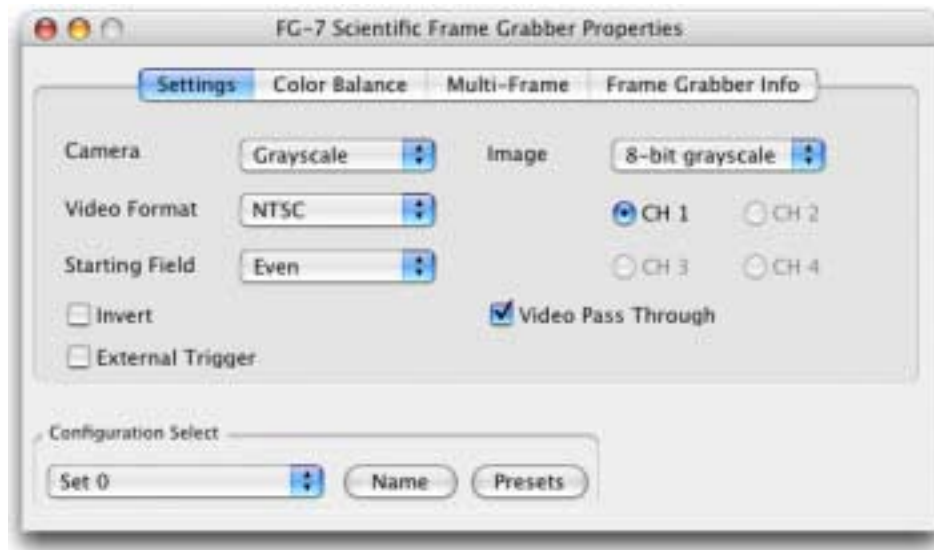 FG-7 Scientific Frame Grabber Properties
Settings Color Balance Multi-Frame Frame Grabber Info
Camera Grayscale Image 8-bit grayscale
Video Format NTSC CH 1 CH 2
Starting Field Even CH 3 CH 4
Invert Video Pass Through
External Trigger
Configuration Select
Set 0 Name Presets